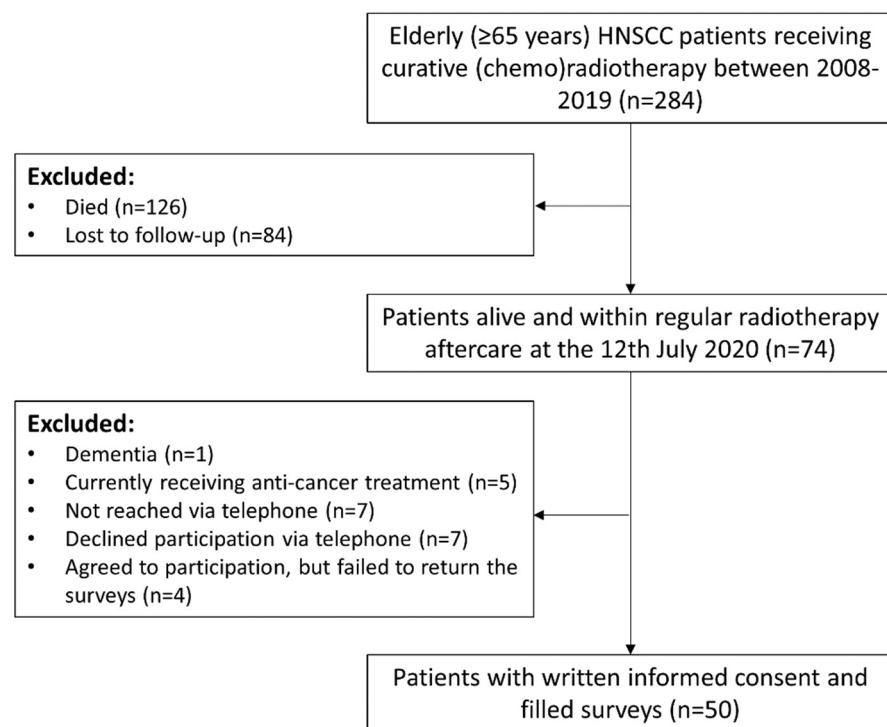 Elderly (≥65 years) HNSCC patients receiving
curative (chemo)radiotherapy between 2008-
2019 (n=284)
Excluded:
• Died (n=126)
• Lost to follow-up (n=84)
Patients alive and within regular radiotherapy
aftercare at the 12th July 2020 (n=74)
Excluded:
• Dementia (n=1)
• Currently receiving anti-cancer treatment (n=5)
• Not reached via telephone (n=7)
• Declined participation via telephone (n=7)
• Agreed to participation, but failed to return the
surveys (n=4)
Patients with written informed consent and
filled surveys (n=50)